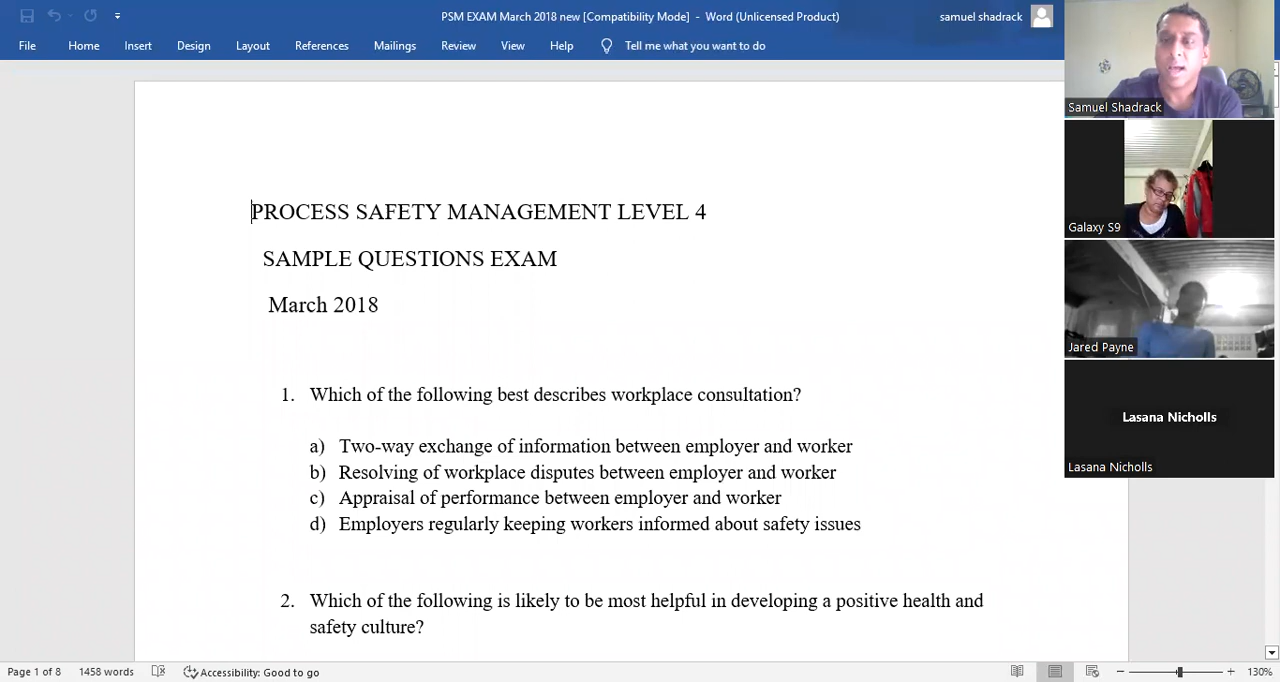 PSM EXAM March 2018 new [Compatibility Mode] - Word (Unlicensed Product)
samuel shadrack
File Home Insert Design Layout References Mailings Review View Help Tell me what you want to do
PROCESS SAFETY MANAGEMENT LEVEL 4
SAMPLE QUESTIONS EXAM
March 2018
1. Which of the following best describes workplace consultation?
a) Two-way exchange of information between employer and worker
b) Resolving of workplace disputes between employer and worker
c) Appraisal of performance between employer and worker
d) Employers regularly keeping workers informed about safety issues
2. Which of the following is likely to be most helpful in developing a positive health and
safety culture?
Samuel Shadrack
Galaxy S9
Jared Payne
Lasana Nicholls
Lasana Nicholls
Page 1 of 8 1458 words Accessibility: Good to go 130%